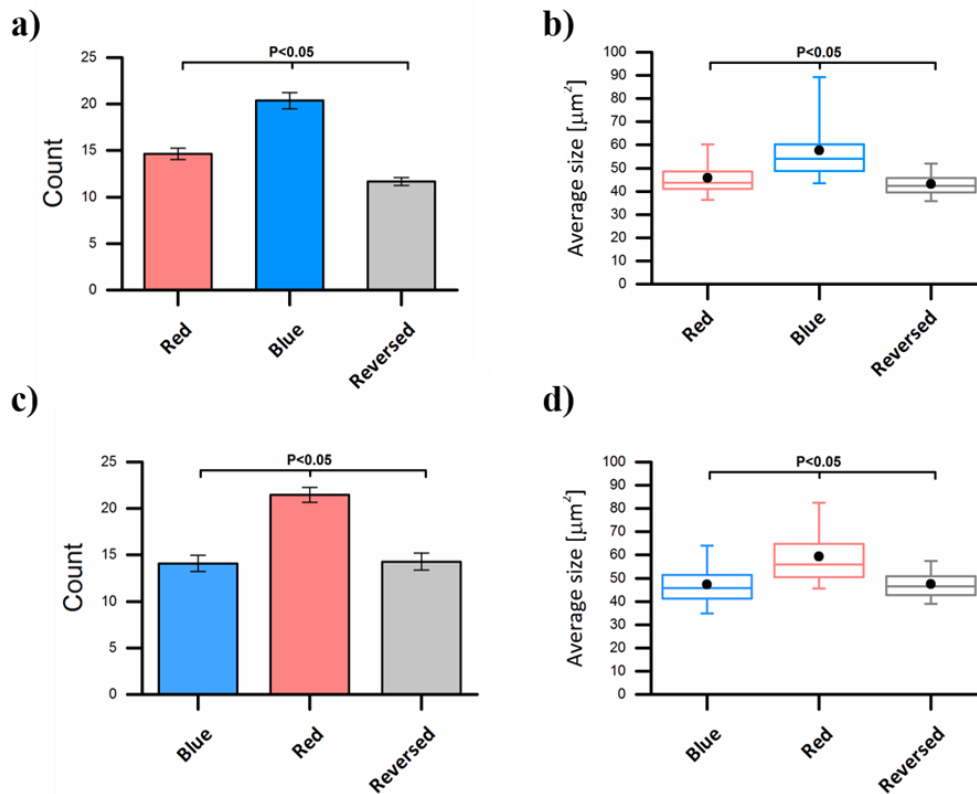 a)
P<0.05
Count
25
20
15
10
5
0
Red
Blue
Reversed
b)
P<0.05
Average size [μm²]
100
90
80
70
60
50
40
30
20
10
0
Red
Blue
Reversed
c)
P<0.05
Count
25
20
15
10
5
0
Blue
Red
Reversed
d)
P<0.05
Average size [μm²]
100
90
80
70
60
50
40
30
20
10
0
Blue
Red
Reversed